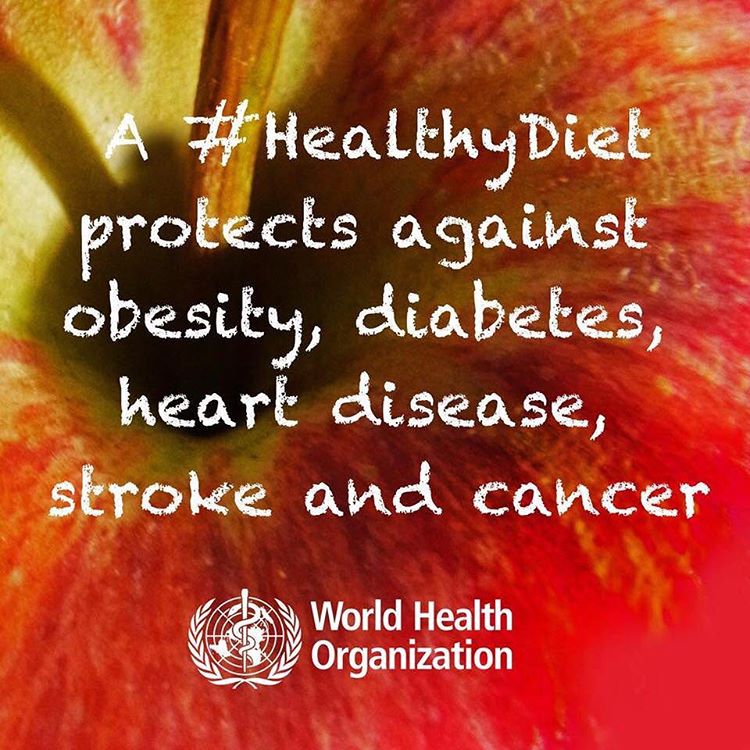 A #HealthyDiet
protects against
obesity, diabetes,
heart disease,
stroke and cancer
World Health
Organization